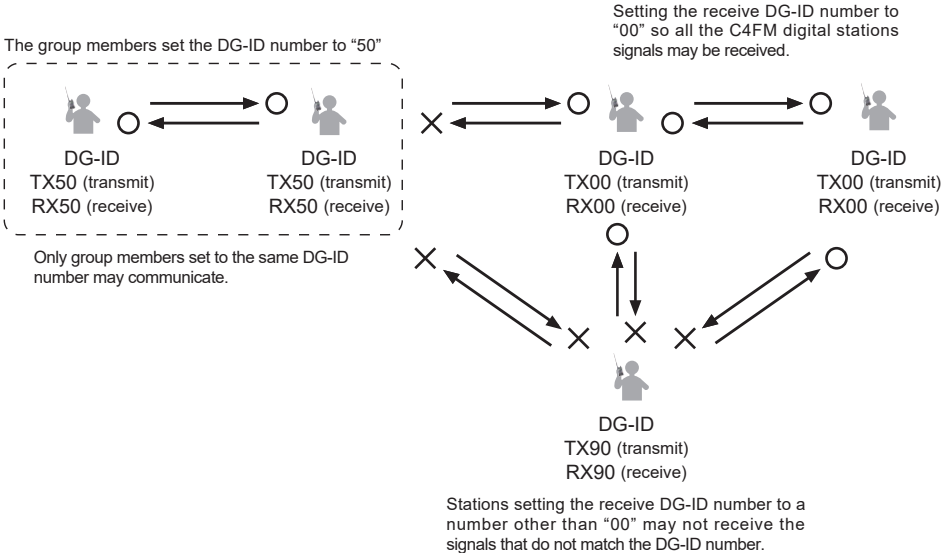 Setting the receive DG-ID number to
“00” so all the C4FM digital stations
signals may be received.
The group members set the DG-ID number to “50”
DG-ID
TX50 (transmit)
RX50 (receive)
DG-ID
TX50 (transmit)
RX50 (receive)
DG-ID
TX00 (transmit)
RX00 (receive)
DG-ID
TX00 (transmit)
RX00 (receive)
Only group members set to the same DG-ID
number may communicate.
DG-ID
TX90 (transmit)
RX90 (receive)
Stations setting the receive DG-ID number to a
number other than “00” may not receive the
signals that do not match the DG-ID number.